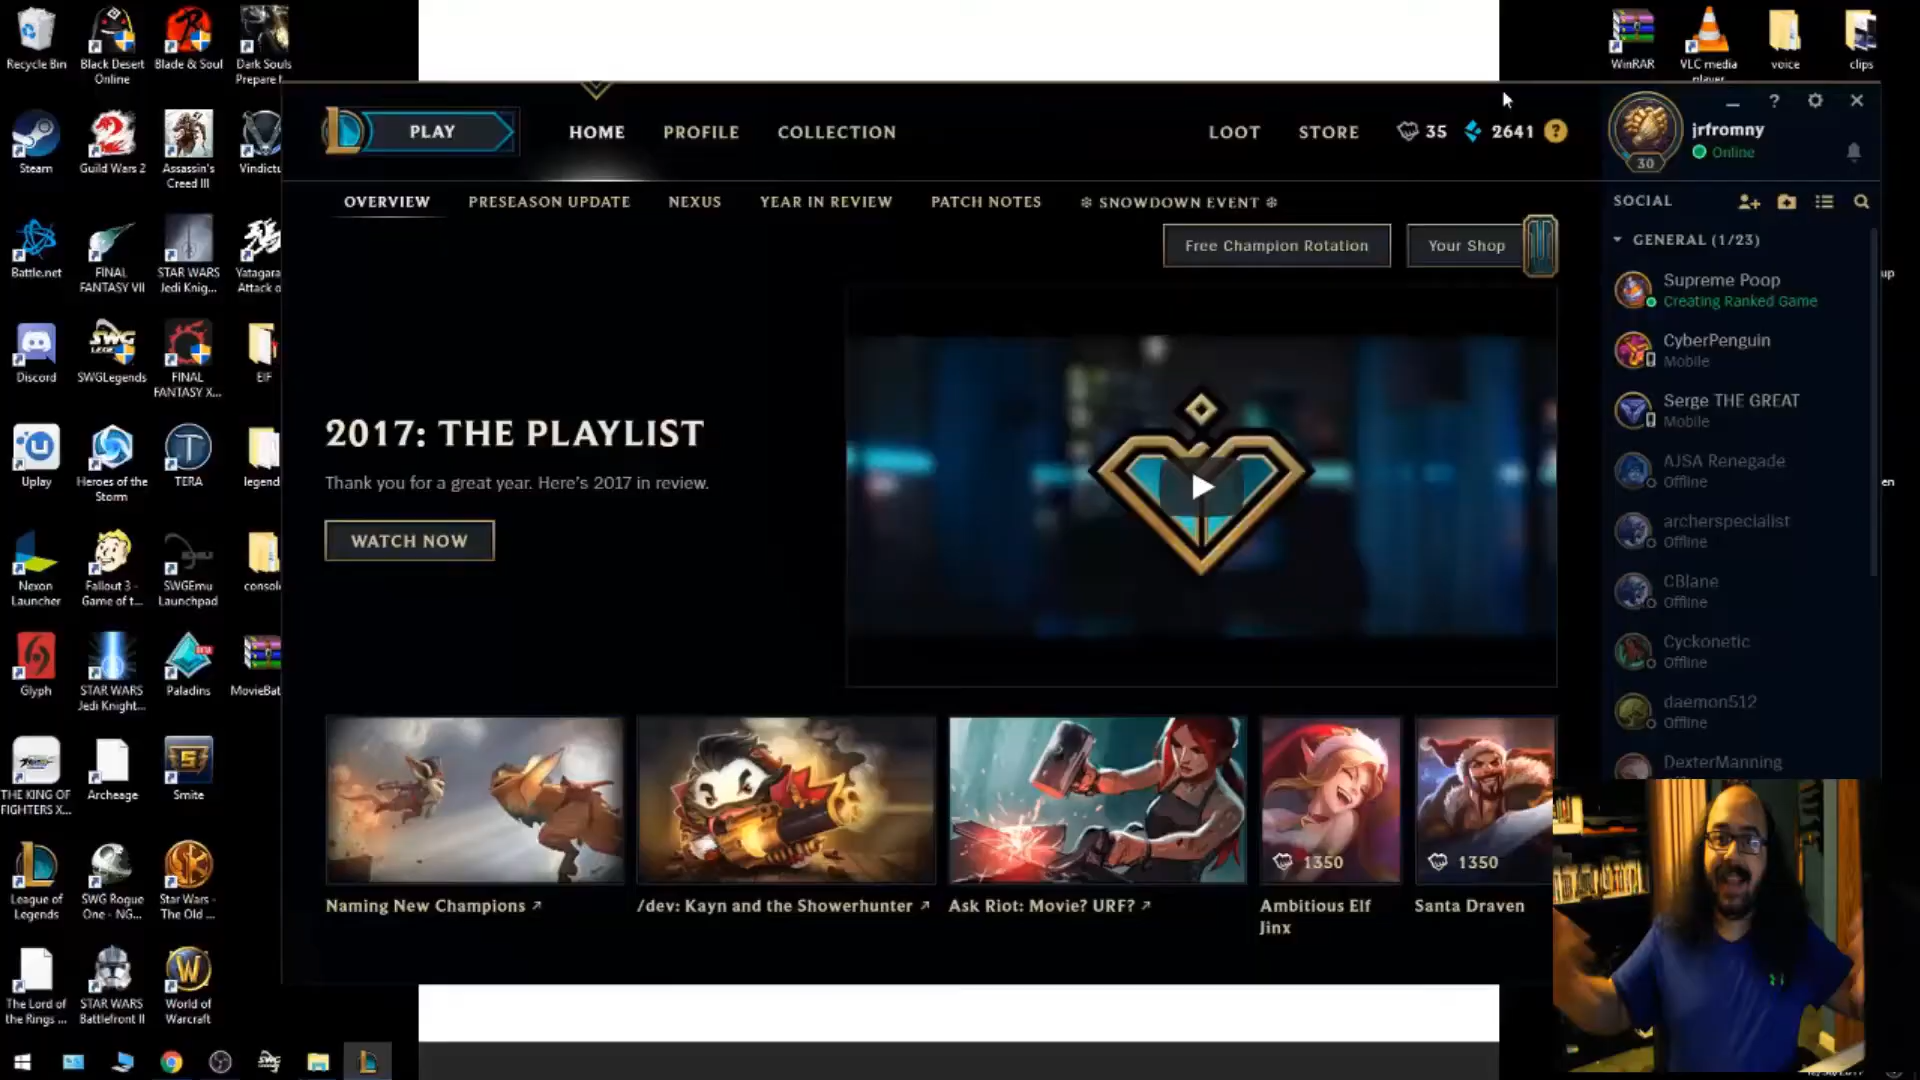 Recycle Bin
Black Desert
Online
Blade & Soul
Dark Souls
Prepare
WinRAR
VLC media
player
voice
clips
PLAY
HOME
PROFILE
COLLECTION
LOOT
STORE
35
2641
?
?
30
jrfromny
Online
Steam
Guild Wars 2
Assassin's
Creed III
Vindictu
OVERVIEW
PRESEASON UPDATE
NEXUS
YEAR IN REVIEW
PATCH NOTES
SNOWDOWN EVENT
SOCIAL
Free Champion Rotation
Your Shop
GENERAL (1/23)
Battle.net
FINAL
FANTASY VII
STAR WARS
Jedi Knig...
Yatagara
Attack o
up
Supreme Poop
Creating Ranked Game
CyberPenguin
Mobile
Serge THE GREAT
Mobile
AJSA Renegade
Offline
en
archerspecialist
Offline
CBlane
Offline
Cyckonetic
Offline
daemon512
Offline
DexterManning
Discord
SWGLegends
FINAL
FANTASY X...
EIF
2017: THE PLAYLIST
Thank you for a great year. Here's 2017 in review.
WATCH NOW
Uplay
Heroes of the
Storm
TERA
legend
Nexon
Launcher
Fallout 3 -
Game of t...
SWGEmu
Launchpad
consol
Glyph
STAR WARS
Jedi Knight...
Paladins
MovieBat
THE KING OF
FIGHTERS X...
Archeage
Smite
1350
1350
Naming New Champions
/dev: Kayn and the Showerhunter
Ask Riot: Movie? URF?
Ambitious Elf
Jinx
Santa Draven
League of
Legends
SWG Rogue
One - NG...
Star Wars -
The Old ...
The Lord of
the Rings ...
STAR WARS
Battlefront II
World of
Warcraft